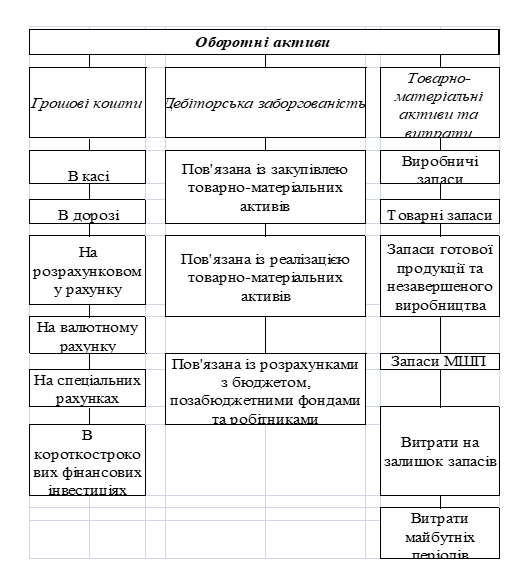 Оборотні активи
Грошові кошти
Дебіторська заборгованість
Товарно-
матеріальні
активи та
витрати
В касі
В дорозі
На
розрахунковом
у рахунку
На валютному
рахунку
На спеціальних
рахунках
В
короткостроко
вих фінансових
інвестиціях
Пов'язана із закупівлею
товарно-матеріальних
активів
Пов'язана із реалізацією
товарно-матеріальних
активів
Пов'язана із розрахунками
з бюджетом,
позабюджетними фондами
та робітниками
Виробничі
запаси
Товарні запаси
Запаси готової
продукції та
незавершеного
виробництва
Запаси МШП
Витрати на
залишок запасів
Витрати
майбутніх
періодів